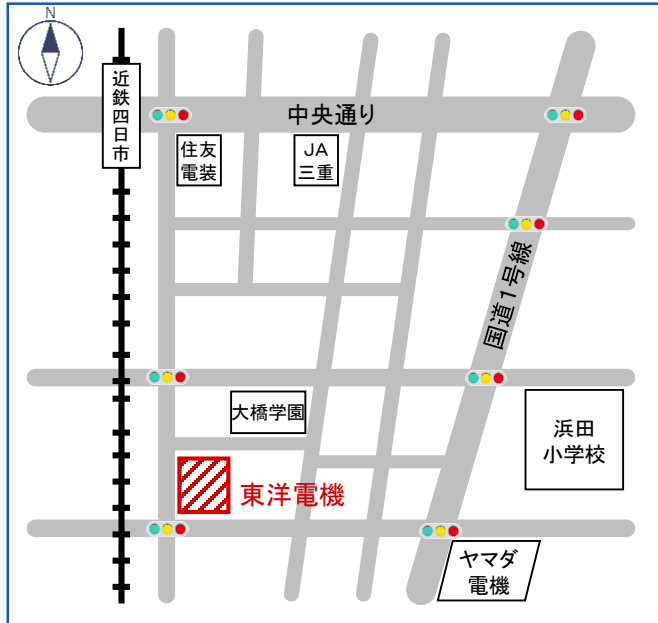 N
近鉄四日市
中央通り
住友
電装
JA
三重
国道1号線
大橋学園
浜田
小学校
東洋電機
ヤマダ
電機